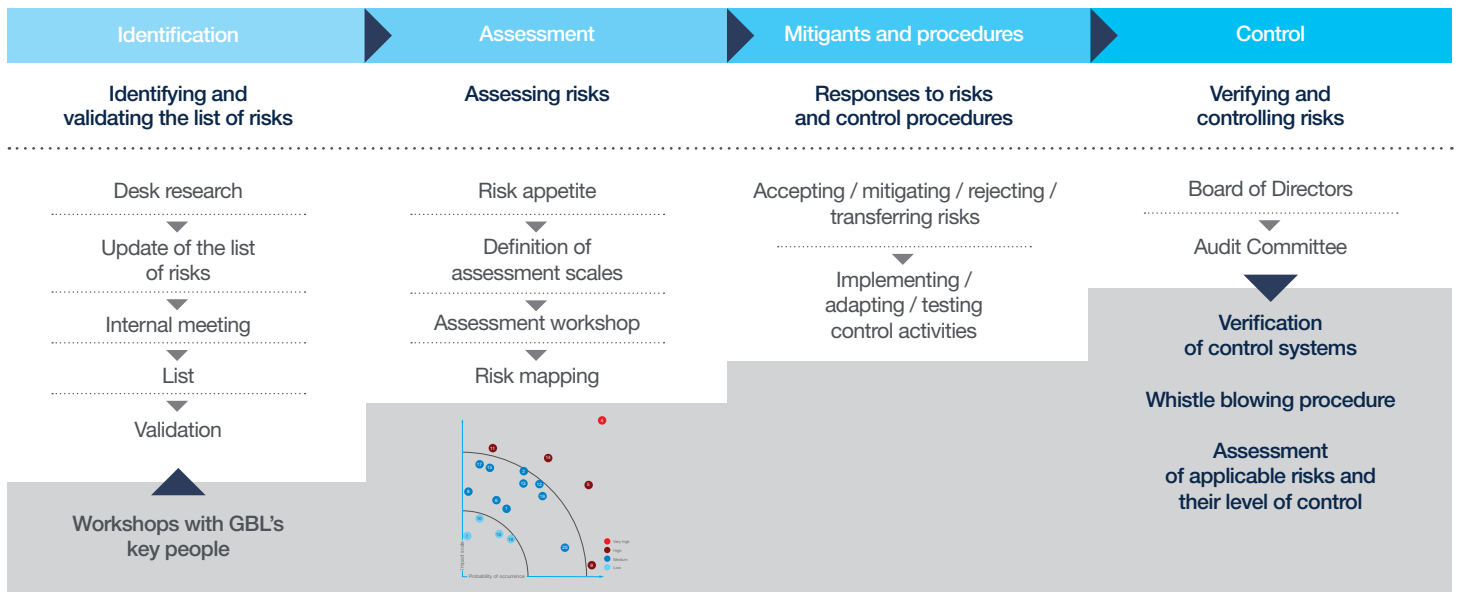 Identification
Assessment
Mitigants and procedures
Control
Identifying and
validating the list of risks
Assessing risks
Responses to risks
and control procedures
Verifying and
controlling risks
Desk research
Update of the list
of risks
Internal meeting
List
Validation
Workshops with GBL's
key people
Risk appetite
Definition of
assessment scales
Assessment workshop
Risk mapping
Impact scale
Probability of occurrence
Very high
High
Medium
Low
Accepting / mitigating / rejecting /
transferring risks
Implementing /
adapting / testing
control activities
Board of Directors
Audit Committee
Verification
of control systems
Whistle blowing procedure
Assessment
of applicable risks and
their level of control